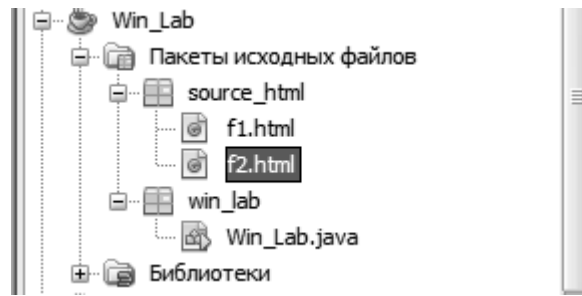 Win_Lab
Пакеты исходных файлов
source_html
f1.html
f2.html
win_lab
Win_Lab.java
Библиотеки